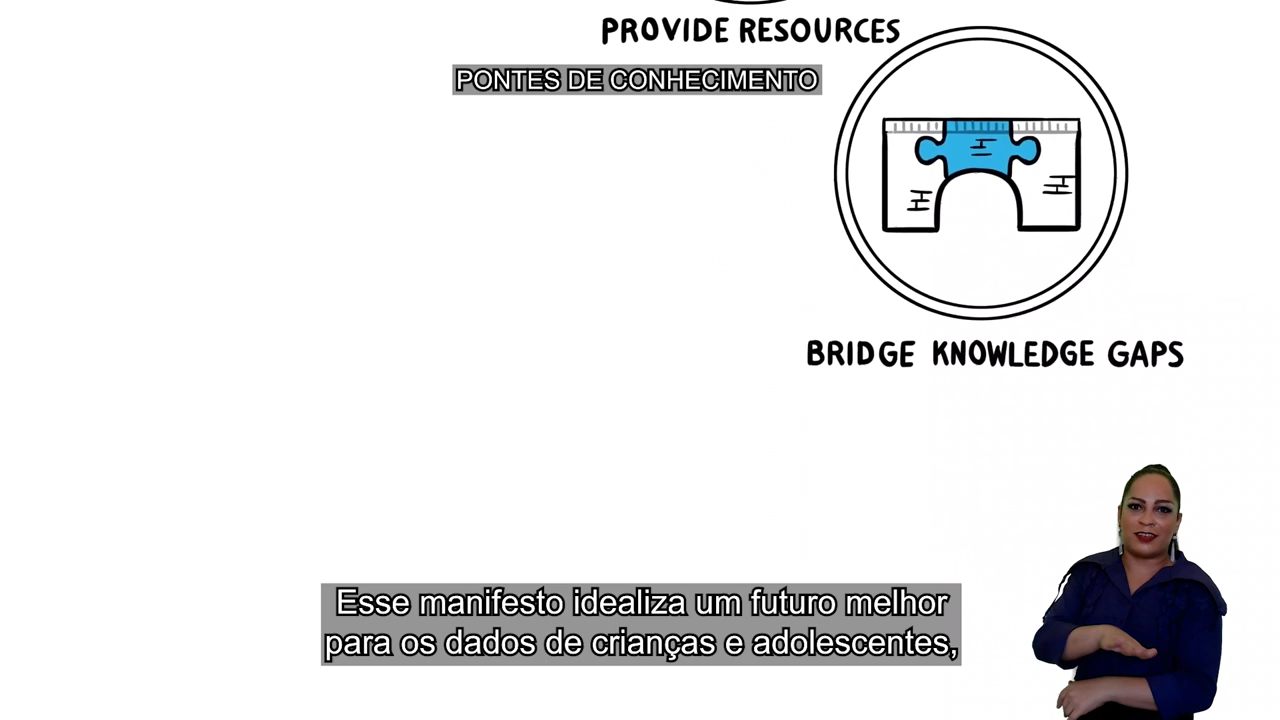 PROVIDE RESOURCES
PONTES DE CONHECIMENTO
BRIDGE KNOWLEDGE GAPS
Esse manifesto idealiza um futuro melhor
para os dados de crianças e adolescentes,